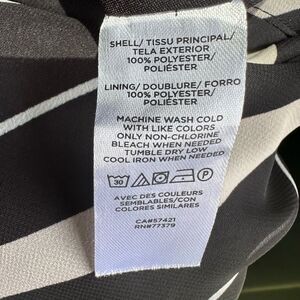 SHELL/ TISSU PRINCIPAL/
TELA EXTERIOR
100% POLYESTER/
POLIÉSTER
LINING/ DOUBLURE/ FORRO
100% POLYESTER/
POLIÉSTER
MACHINE WASH COLD
WITH LIKE COLORS
ONLY NON-CHLORINE
BLEACH WHEN NEEDED
TUMBLE DRY LOW
COOL IRON WHEN NEEDED
30 P
AVEC DES COULEURS
SEMBLABLES/CON
COLORES SIMILARES
CA#57421
RN#77379